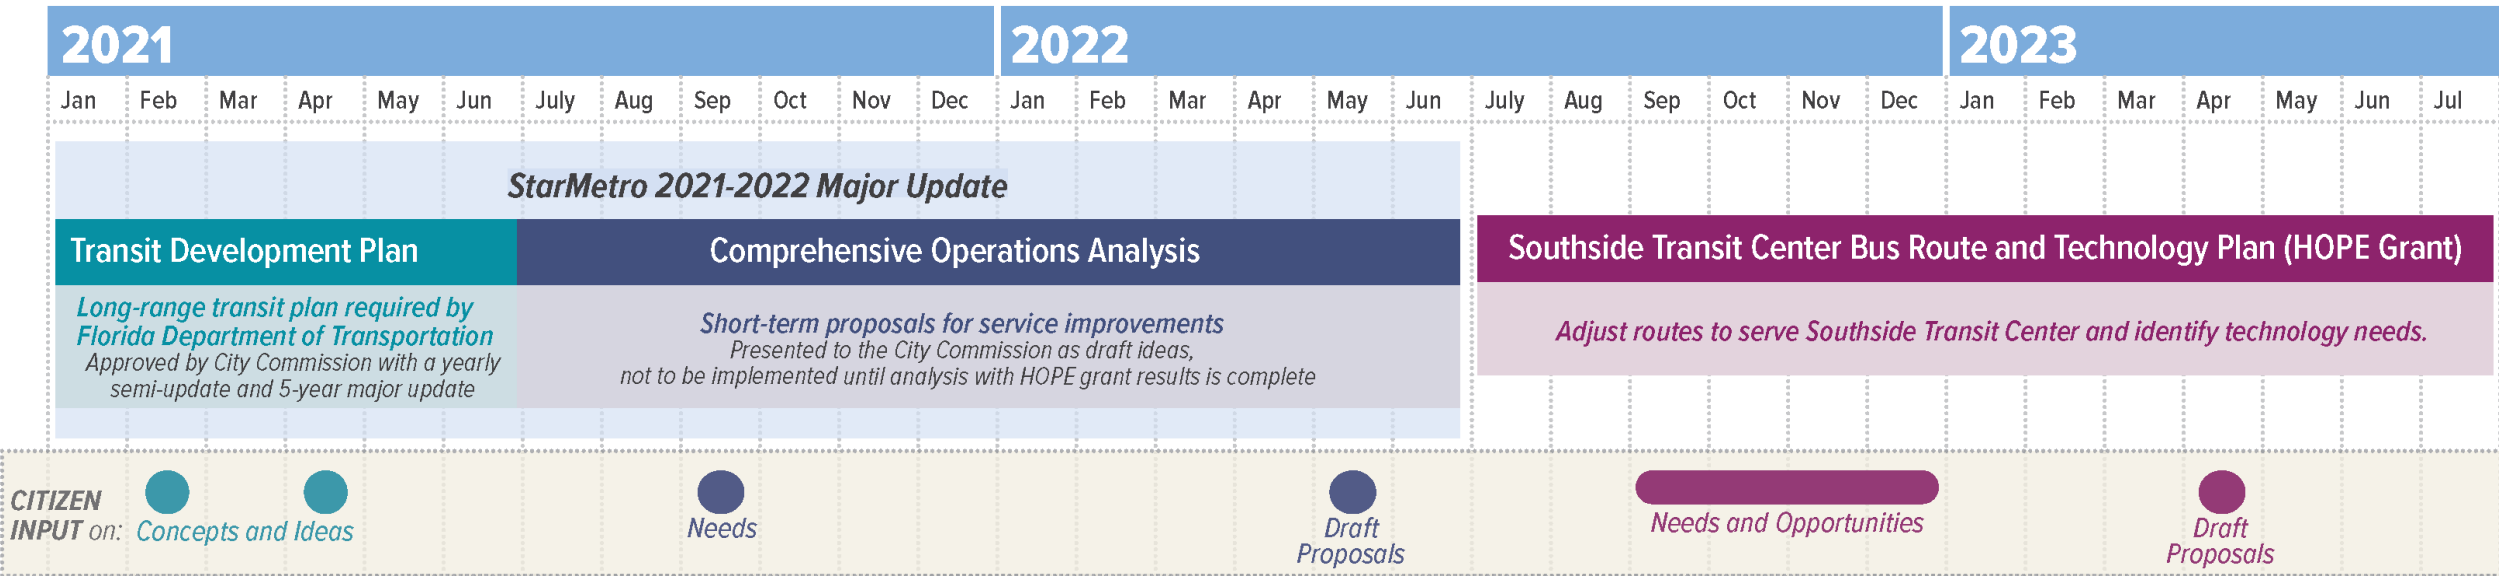 2021
2022
2023
Jan Feb Mar Apr May Jun July Aug Sep Oct Nov Dec Jan Feb Mar Apr May Jun July Aug Sep Oct Nov Dec Jan Feb Mar Apr May Jun Jul
StarMetro 2021-2022 Major Update
Transit Development Plan
Long-range transit plan required by
Florida Department of Transportation
Approved by City Commission with a yearly
semi-update and 5-year major update
Comprehensive Operations Analysis
Short-term proposals for service improvements
Presented to the City Commission as draft ideas,
not to be implemented until analysis with HOPE grant results is complete
Southside Transit Center Bus Route and Technology Plan (HOPE Grant)
Adjust routes to serve Southside Transit Center and identify technology needs.
CITIZEN
INPUT on:
Concepts and Ideas
Needs
Draft
Proposals
Needs and Opportunities
Draft
Proposals